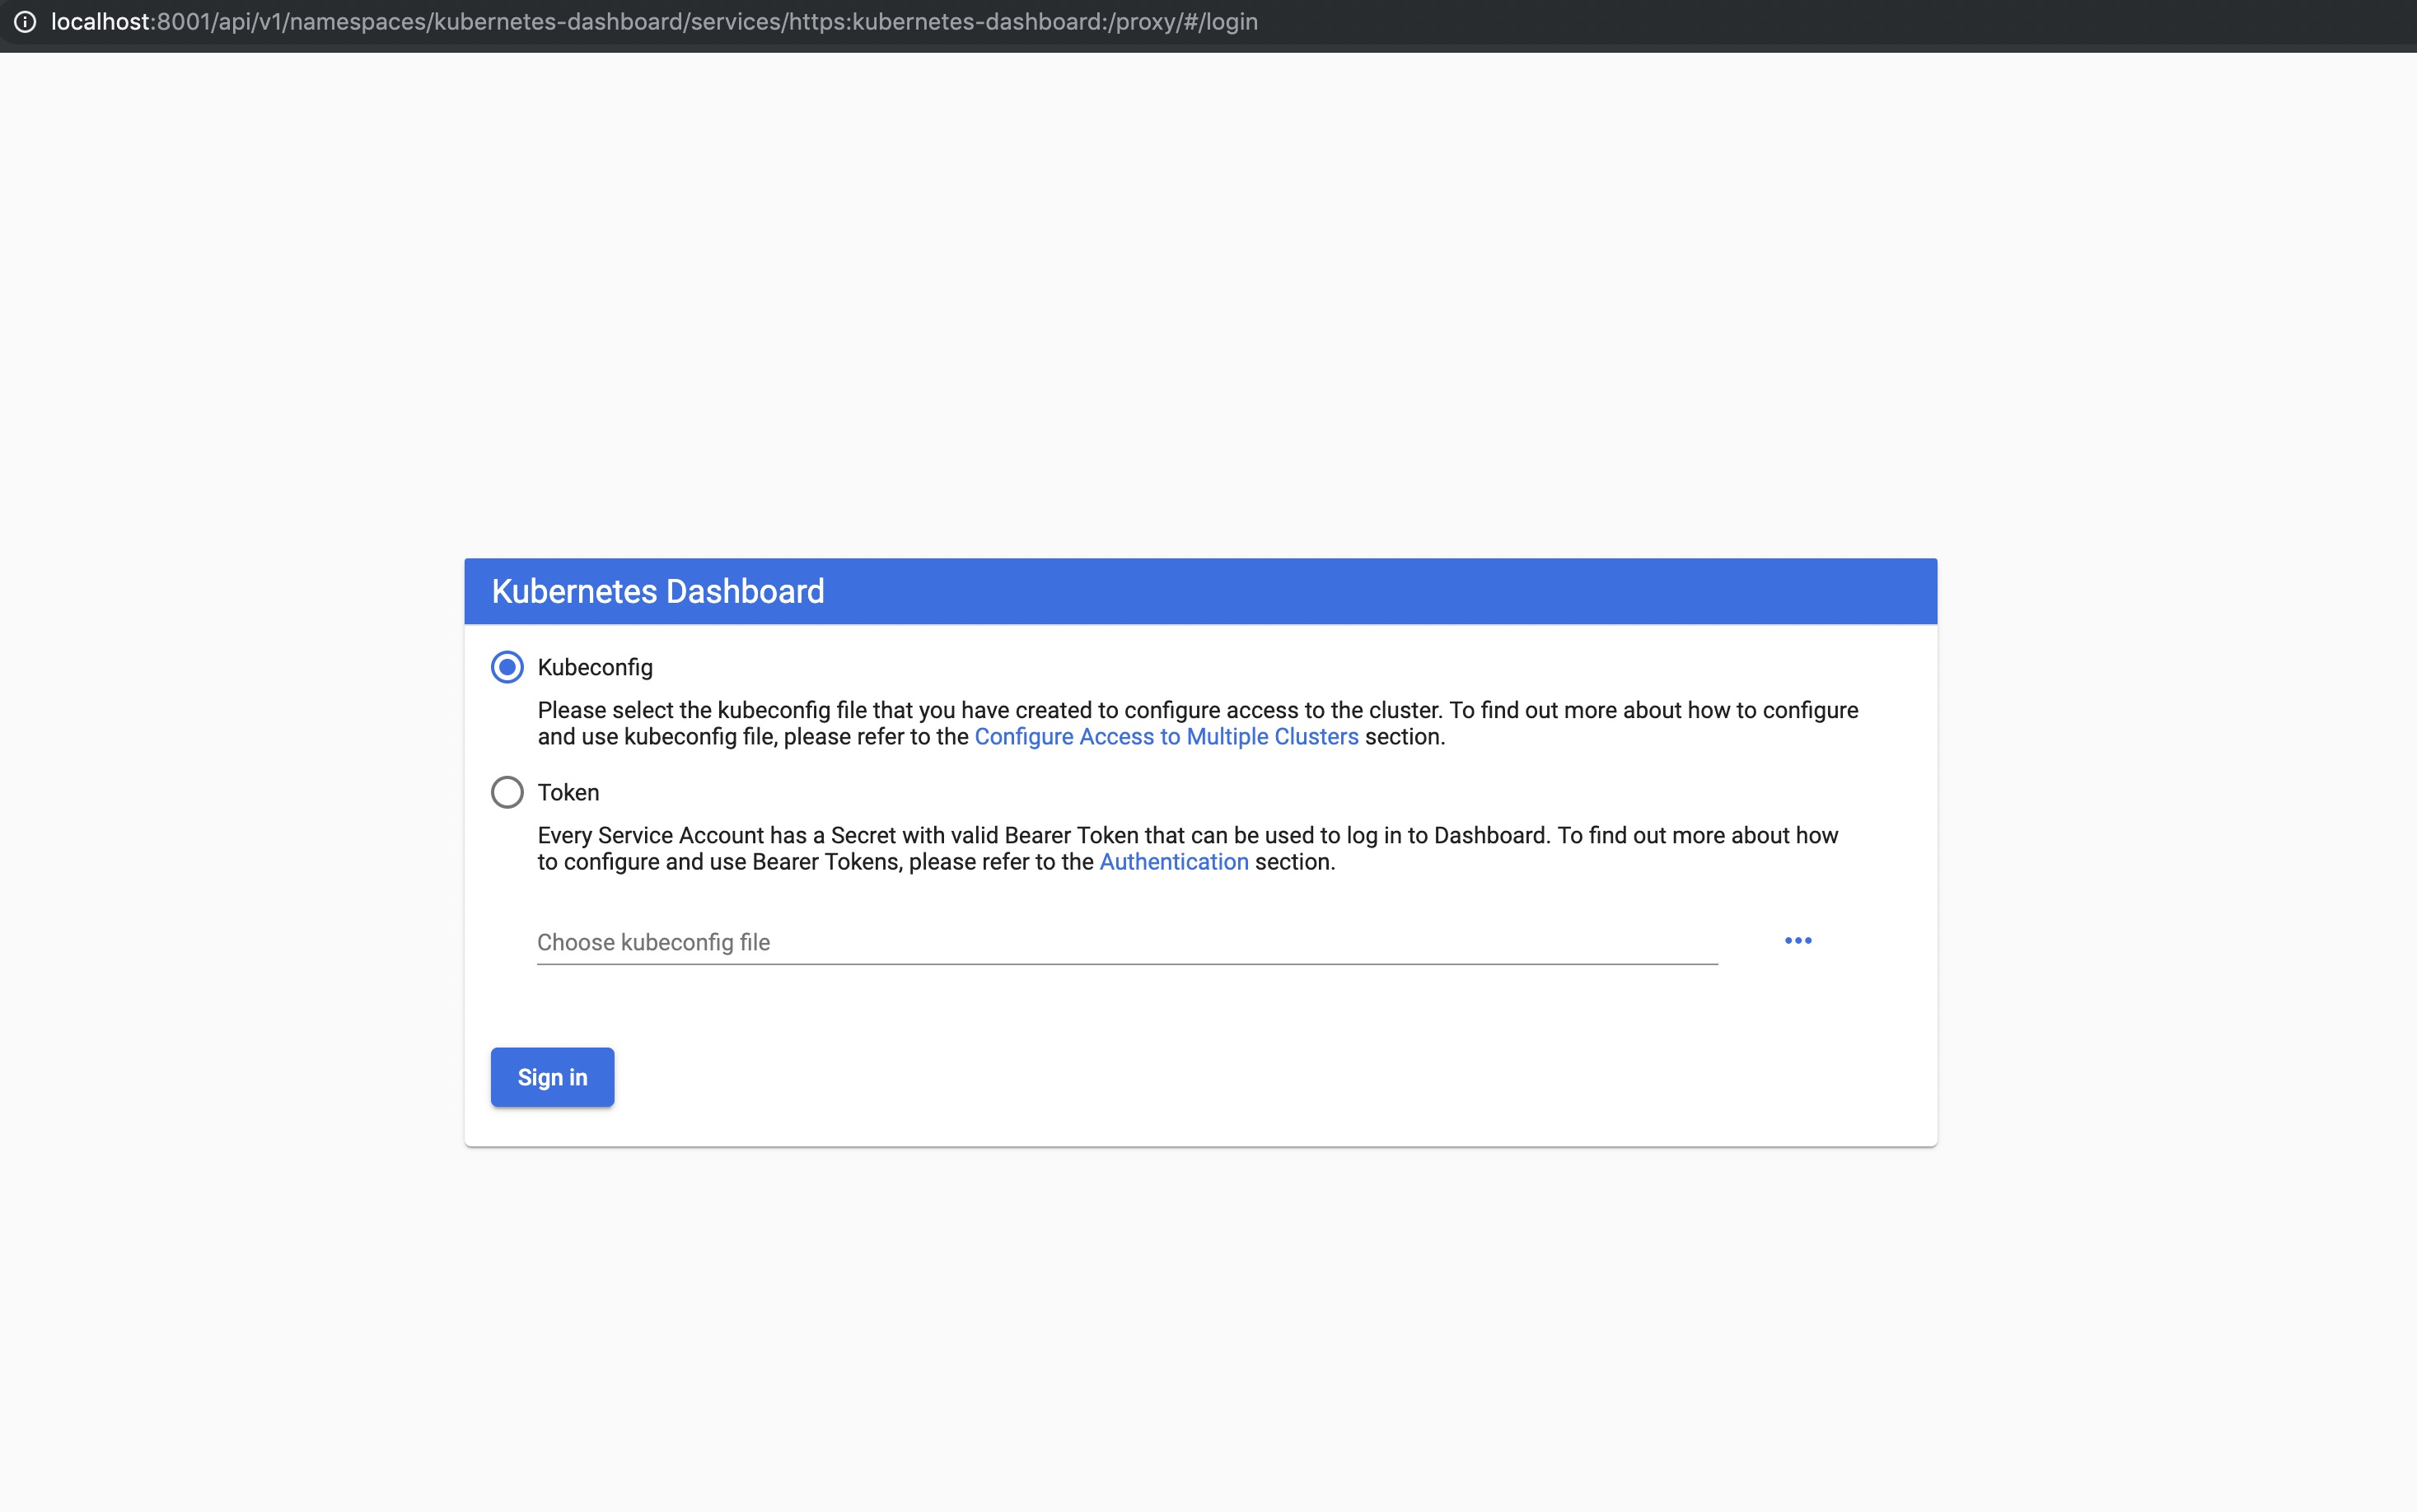 localhost:8001/api/v1/namespaces/kubernetes-dashboard/services/https:kubernetes-dashboard:/proxy/#/login
Kubernetes Dashboard
Kubeconfig
Please select the kubeconfig file that you have created to configure access to the cluster. To find out more about how to configure
and use kubeconfig file, please refer to the Configure Access to Multiple Clusters section.
Token
Every Service Account has a Secret with valid Bearer Token that can be used to log in to Dashboard. To find out more about how
to configure and use Bearer Tokens, please refer to the Authentication section.
Choose kubeconfig file
Sign in